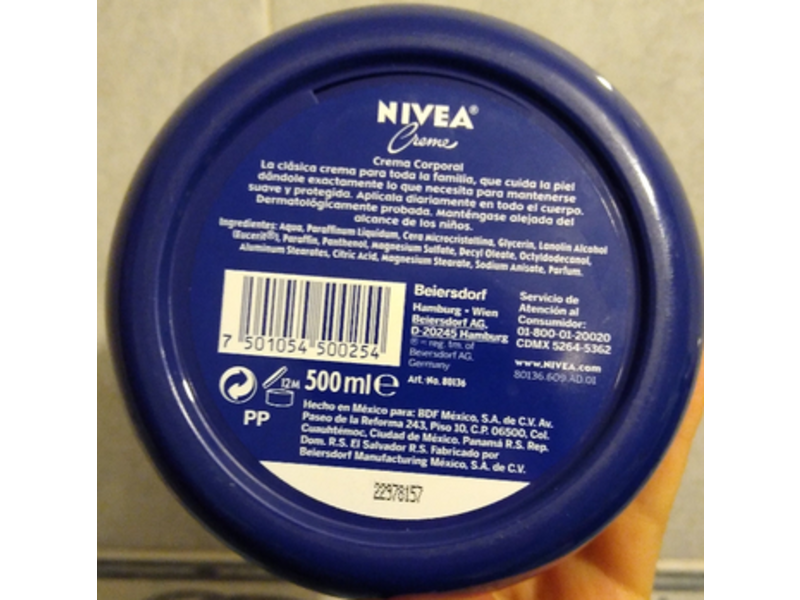 NIVEA®
Creme
Crema Corporal
La clásica crema para toda la familia, que cuida la piel
dándole exactamente lo que necesita para mantenerse
suave y protegida. Aplícala diariamente en todo el cuerpo.
Dermatológicamente probada. Manténgase alejada del
alcance de los niños.
Ingredientes: Aqua, Paraffinum Liquidum, Cera Microcristallina, Glycerin, Lanolin Alcohol
(Eucerit®), Paraffin, Panthenol, Magnesium Sulfate, Decyl Oleate, Octyldodecanol,
Aluminum Stearates, Citric Acid, Magnesium Stearate, Sodium Anisate, Parfum.
7 501054 500254
Beiersdorf
Hamburg • Wien
Beiersdorf AG,
D-20245 Hamburg
® = reg. tm. of
Beiersdorf AG,
Germany
Art.-No. 80136
Servicio de
Atención al
Consumidor:
01-800-01-20020
CDMX 5264-5362
www.NIVEA.com
80136.609.AD.01
12M
500 ml e
PP
Hecho en México para: BDF México, S.A. de C.V. Av.
Paseo de la Reforma 243, Piso 10, C.P. 06500, Col.
Cuauhtémoc, Ciudad de México. Panamá R.S. Rep.
Dom. R.S. El Salvador R.S. Fabricado por
Beiersdorf Manufacturing México, S.A. de C.V.
22978157